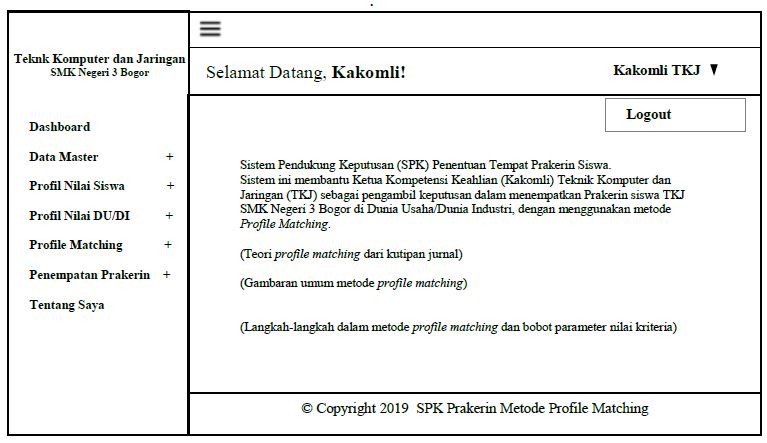 Teknk Komputer dan Jaringan
SMK Negeri 3 Bogor
Selamat Datang, Kakomli!
Kakomli TKJ
Logout
Dashboard
Data Master +
Profil Nilai Siswa +
Profil Nilai DU/DI +
Profile Matching +
Penempatan Prakerin +
Tentang Saya
Sistem Pendukung Keputusan (SPK) Penentuan Tempat Prakerin Siswa.
Sistem ini membantu Ketua Kompetensi Keahlian (Kakomli) Teknik Komputer dan
Jaringan (TKJ) sebagai pengambil keputusan dalam menempatkan Prakerin siswa TKJ
SMK Negeri 3 Bogor di Dunia Usaha/Dunia Industri, dengan menggunakan metode
Profile Matching.
(Teori profile matching dari kutipan jurnal)
(Gambaran umum metode profile matching)
(Langkah-langkah dalam metode profile matching dan bobot parameter nilai kriteria)
© Copyright 2019 SPK Prakerin Metode Profile Matching